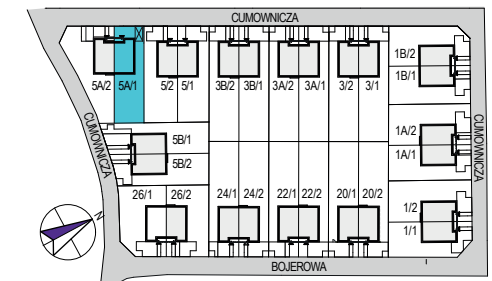 CUMOWNICZA
5A/2 5A/1 5/2 5/1 3B/2 3B/1 3A/2 3A/1 3/2 3/1
1B/2
1B/1
CUMOWNICZA
5B/1
5B/2
1A/2
1A/1
CUMOWNICZA
26/1 26/2 24/1 24/2 22/1 22/2 20/1 20/2
1/2
1/1
N
BOJEROWA